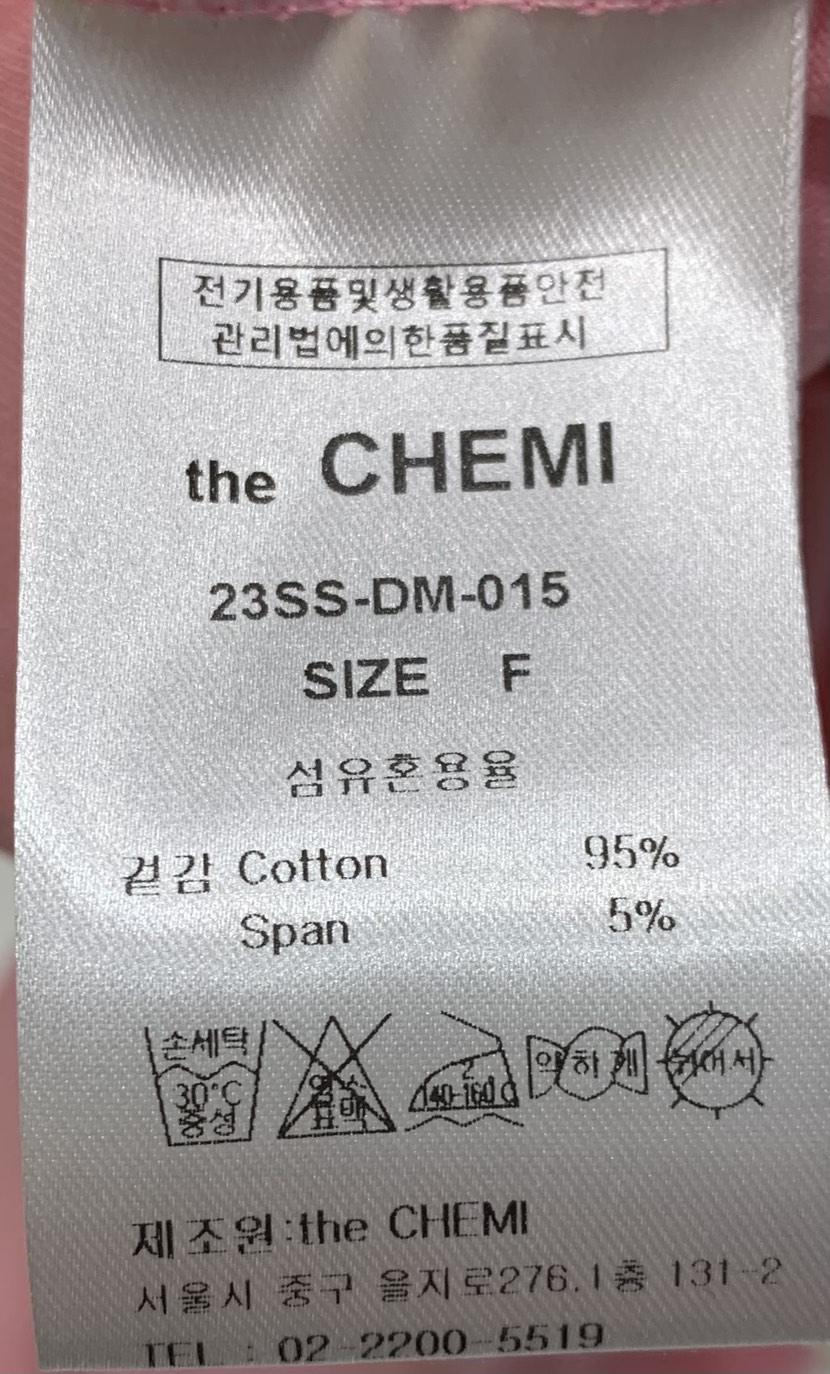 전기용품및생활용품안전
관리법에의한품질표시
the CHEMI
23SS-DM-015
SIZE F
섬유혼용율
겉감 Cotton 95%
Span 5%
손세탁 30°C 중성
염소 표백
2 140-160°C
약하게
뉘어서
제조원:the CHEMI
서울시 중구 을지로276.1층 131-2
TEL : 02-2200-5519